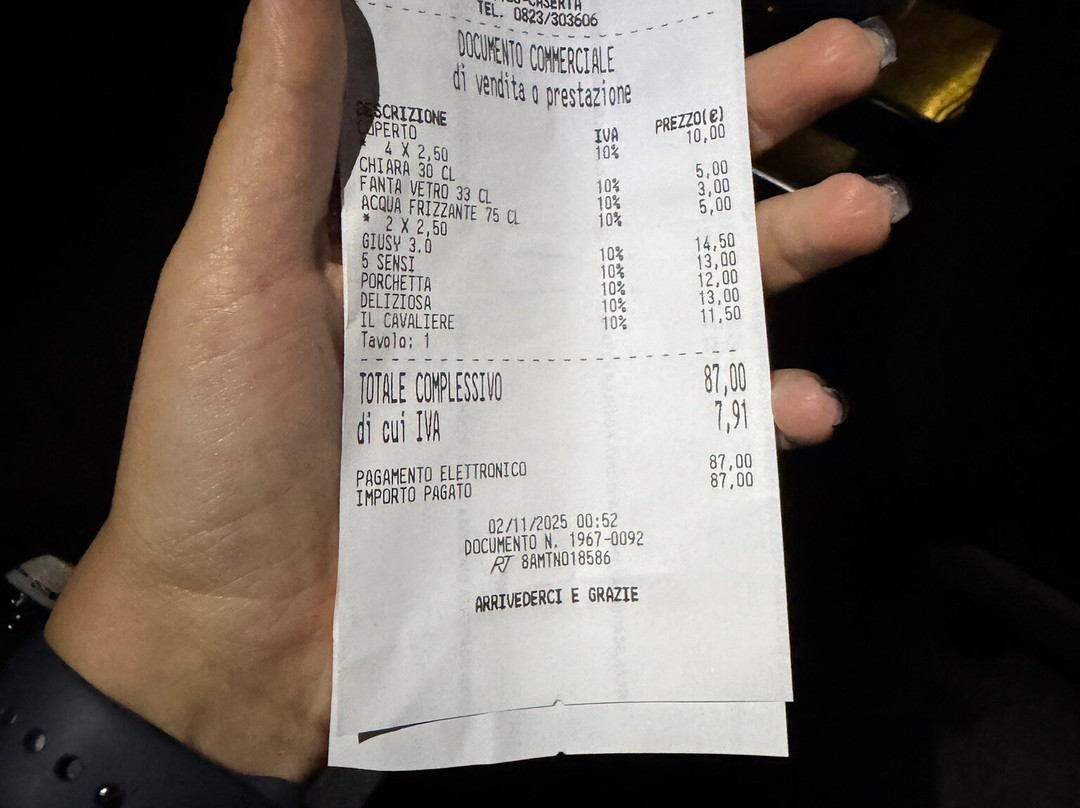 CASERTA
TEL. 0823/303606
DOCUMENTO COMMERCIALE
di vendita o prestazione
DESCRIZIONE IVA PREZZO(€)
COPERTO 10% 10,00
* 4 X 2,50
CHIARA 30 CL 10% 5,00
FANTA VETRO 33 CL 10% 3,00
ACQUA FRIZZANTE 75 CL 10% 5,00
* 2 X 2,50
GIUSY 3.0 10% 14,50
5 SENSI 10% 13,00
PORCHETTA 10% 12,00
DELIZIOSA 10% 13,00
IL CAVALIERE 10% 11,50
Tavolo: 1
TOTALE COMPLESSIVO 87,00
di cui IVA 7,91
PAGAMENTO ELETTRONICO 87,00
IMPORTO PAGATO 87,00
02/11/2025 00:52
DOCUMENTO N. 1967-0092
RT 8AMTN018586
ARRIVEDERCI E GRAZIE